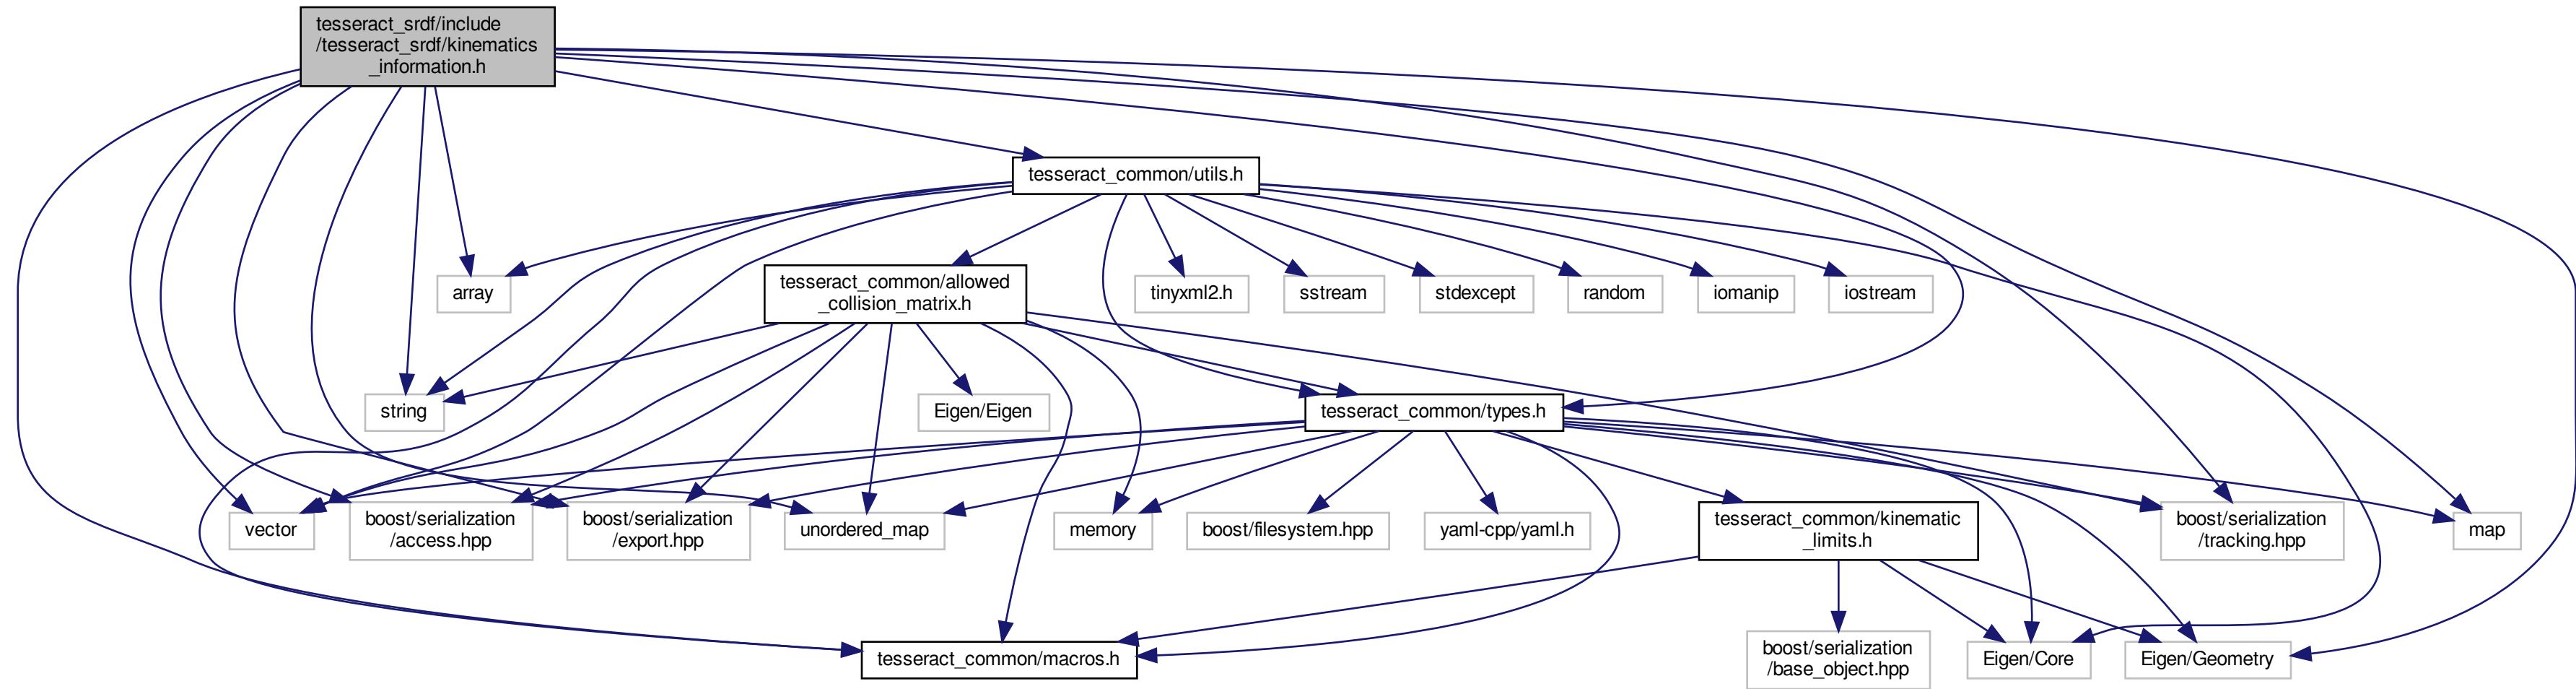 tesseract_srdf/include
/tesseract_srdf/kinematics
_information.h
tesseract_common/utils.h
tesseract_common/allowed
_collision_matrix.h
array
tinyxml2.h
sstream
stdexcept
random
iomanip
iostream
string
Eigen/Eigen
tesseract_common/types.h
vector
boost/serialization
/access.hpp
boost/serialization
/export.hpp
unordered_map
memory
boost/filesystem.hpp
yaml-cpp/yaml.h
tesseract_common/kinematic
_limits.h
boost/serialization
/tracking.hpp
map
tesseract_common/macros.h
boost/serialization
/base_object.hpp
Eigen/Core
Eigen/Geometry